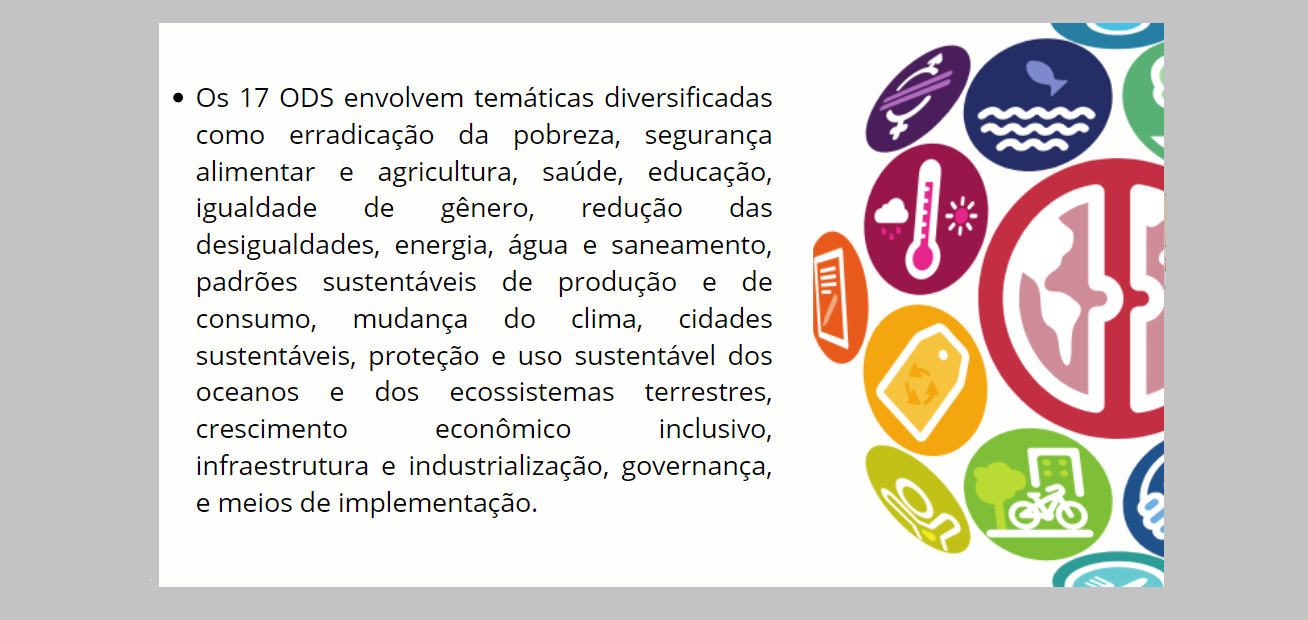 • Os 17 ODS envolvem temáticas diversificadas
como erradicação da pobreza, segurança
alimentar e agricultura, saúde, educação,
igualdade de gênero, redução das
desigualdades, energia, água e saneamento,
padrões sustentáveis de produção e de
consumo, mudança do clima, cidades
sustentáveis, proteção e uso sustentável dos
oceanos e dos ecossistemas terrestres,
crescimento econômico inclusivo,
infraestrutura e industrialização, governança,
e meios de implementação.